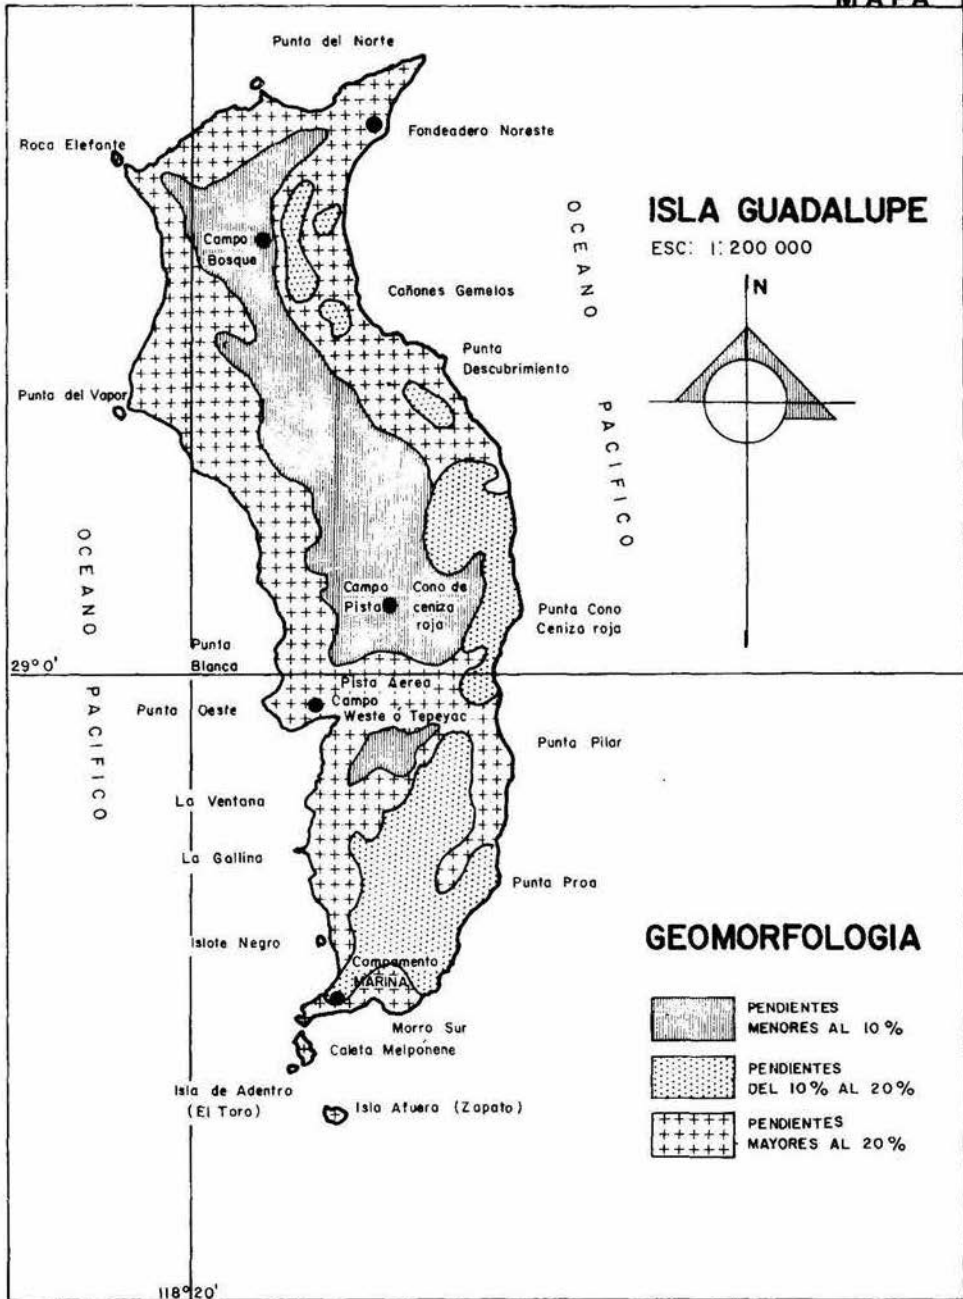 MAPA
Punta del Norte
Fondeadero Noreste
Roca Elefante
ISLA GUADALUPE
ESC: 1:200 000
N
OCEANO
PACIFICO
Campo
Bosque
Cañones Gemelos
Punta
Descubrimiento
Punta del Vapor
OCEANO
PACIFICO
Campo
Pista
Cono de
ceniza
roja
Punta Cono
Ceniza roja
Punta
Blanca
29°0'
Pista Aerea
Punta Oeste
Campo
Weste ó Tepeyac
Punta Pilar
La Ventana
La Gallina
Punta Proa
Islote Negro
Campamento
MARINA
Morro Sur
Caleta Melpónene
Isla de Adentro
(El Toro)
Isla Afuera (Zapato)
GEOMORFOLOGIA
PENDIENTES
MENORES AL 10%
PENDIENTES
DEL 10% AL 20%
PENDIENTES
MAYORES AL 20%
118°20'